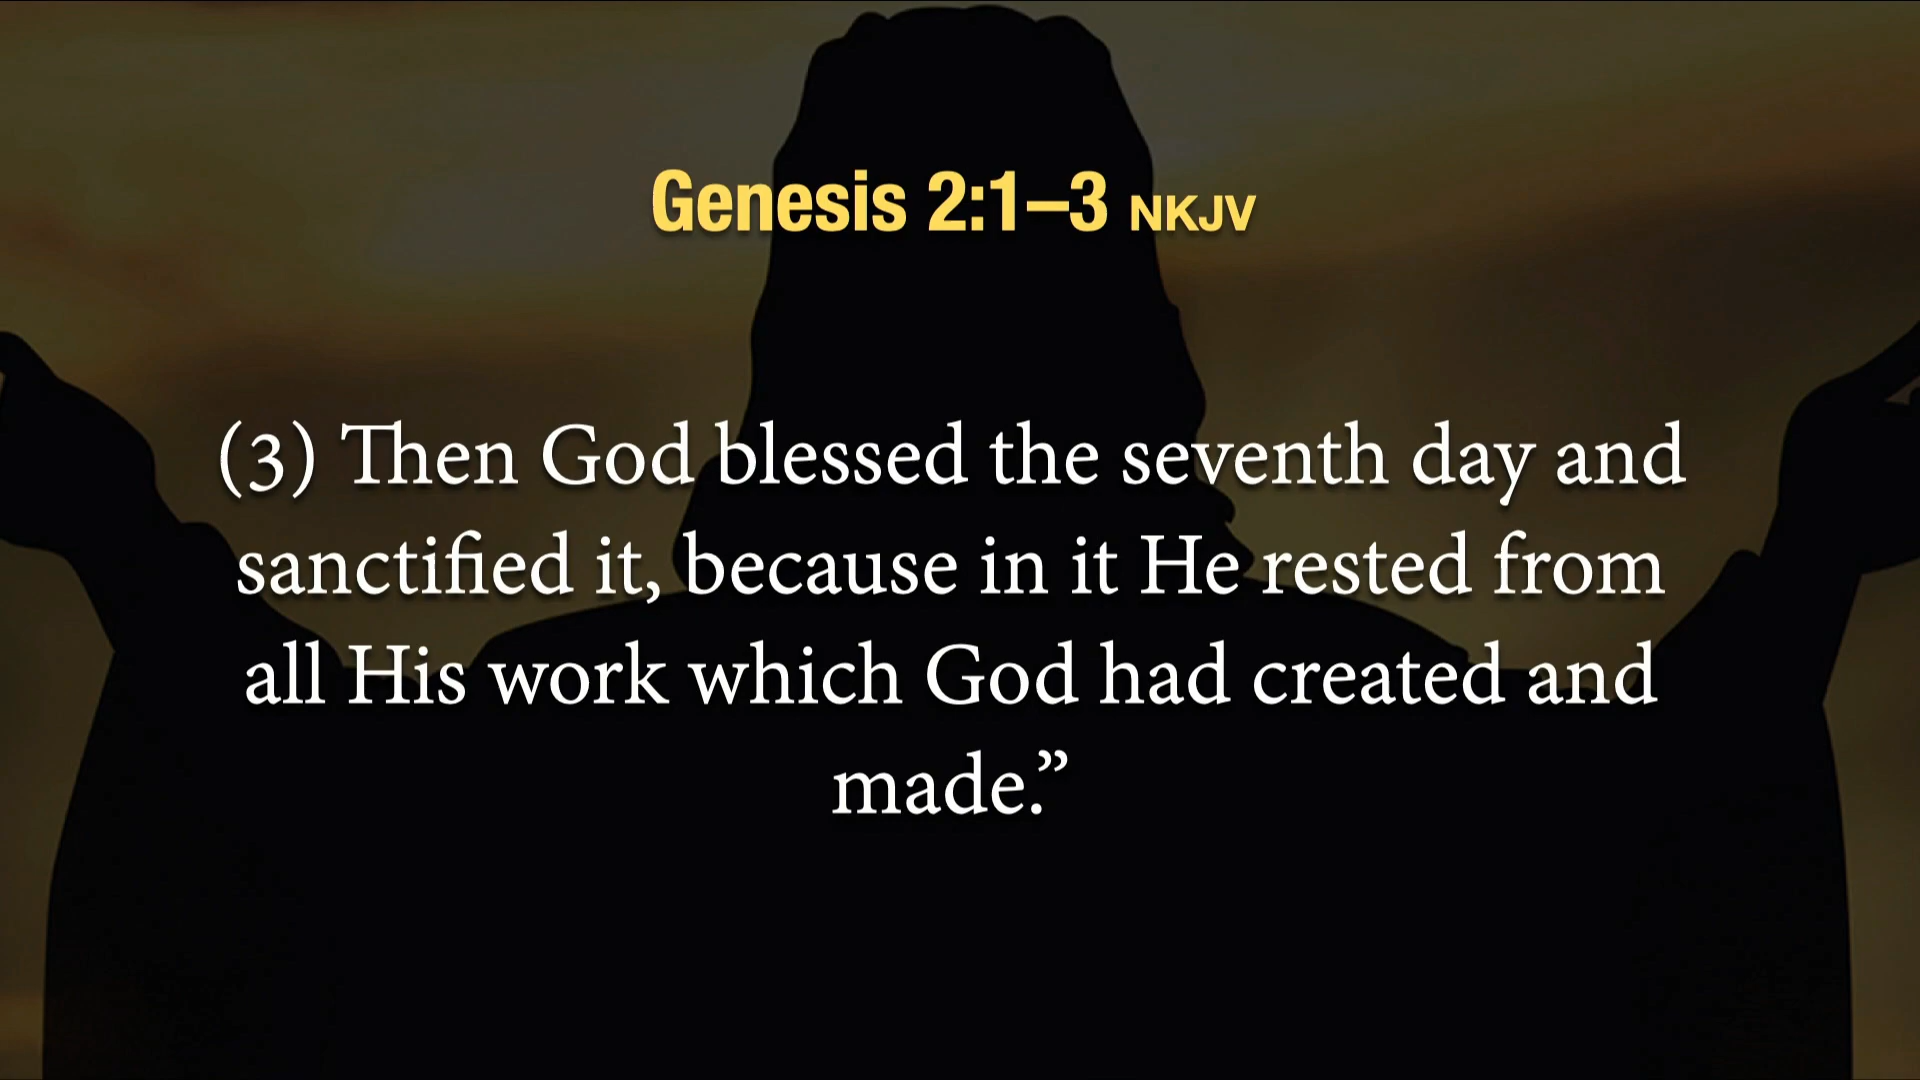 Genesis 2:1–3 NKJV
(3) Then God blessed the seventh day and
sanctified it, because in it He rested from
all His work which God had created and
made.”